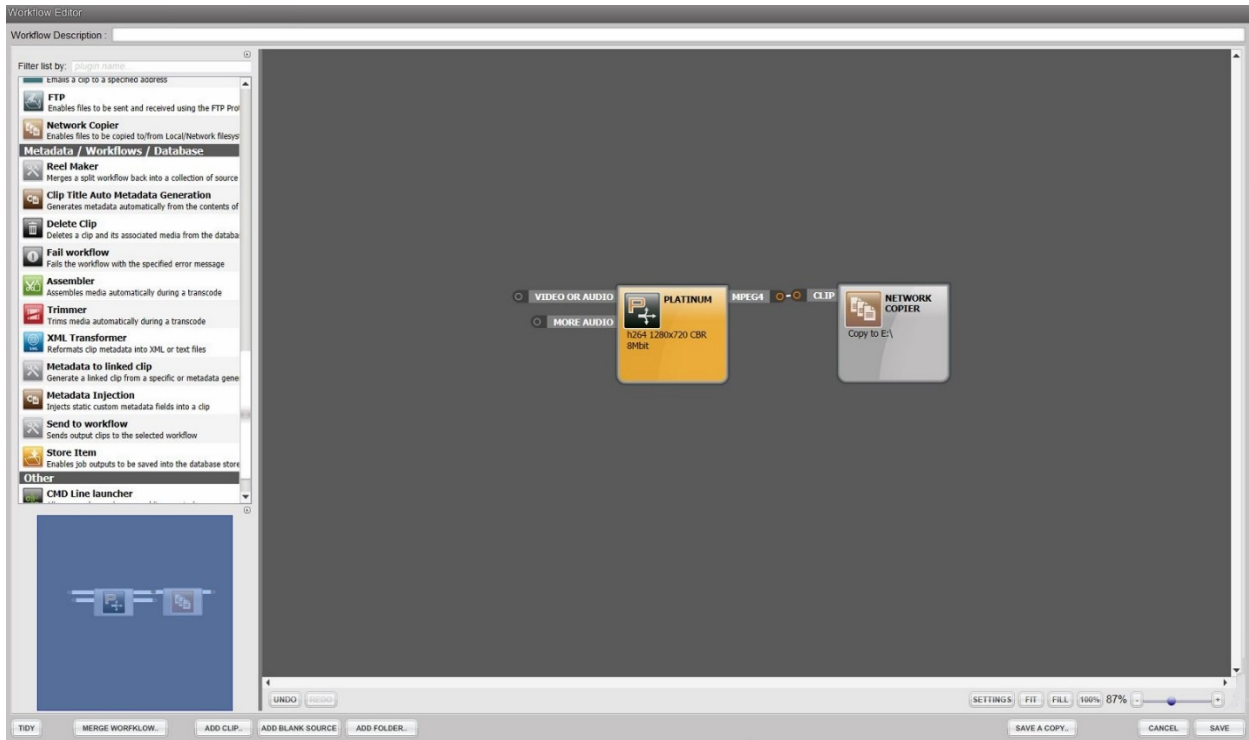 Workflow Editor
Workflow Description :
Filter list by: plugin name...
Emails a clip to a specified address
FTP
Enables files to be sent and received using the FTP Pro
Network Copier
Enables files to be copied to/from Local/Network filesys
Metadata / Workflows / Database
Reel Maker
Merges a split workflow back into a collection of source
Clip Title Auto Metadata Generation
Generates metadata automatically from the contents of
Delete Clip
Deletes a clip and its associated media from the databa
Fail workflow
Fails the workflow with the specified error message
Assembler
Assembles media automatically during a transcode
Trimmer
Trims media automatically during a transcode
XML Transformer
Reformats clip metadata into XML or text files
Metadata to linked clip
Generate a linked clip from a specific or metadata gene
Metadata Injection
Injects static custom metadata fields into a clip
Send to workflow
Sends output clips to the selected workflow
Store Item
Enables job outputs to be saved into the database store
Other
CMD Line launcher
VIDEO OR AUDIO
MORE AUDIO
PLATINUM
h264 1280x720 CBR
8Mbit
MPEG4
CLIP
NETWORK
COPIER
Copy to E:\
UNDO REDO
SETTINGS FIT FILL 100% 87% - +
TIDY MERGE WORFKLOW.. ADD CLIP.. ADD BLANK SOURCE ADD FOLDER.. SAVE A COPY.. CANCEL SAVE